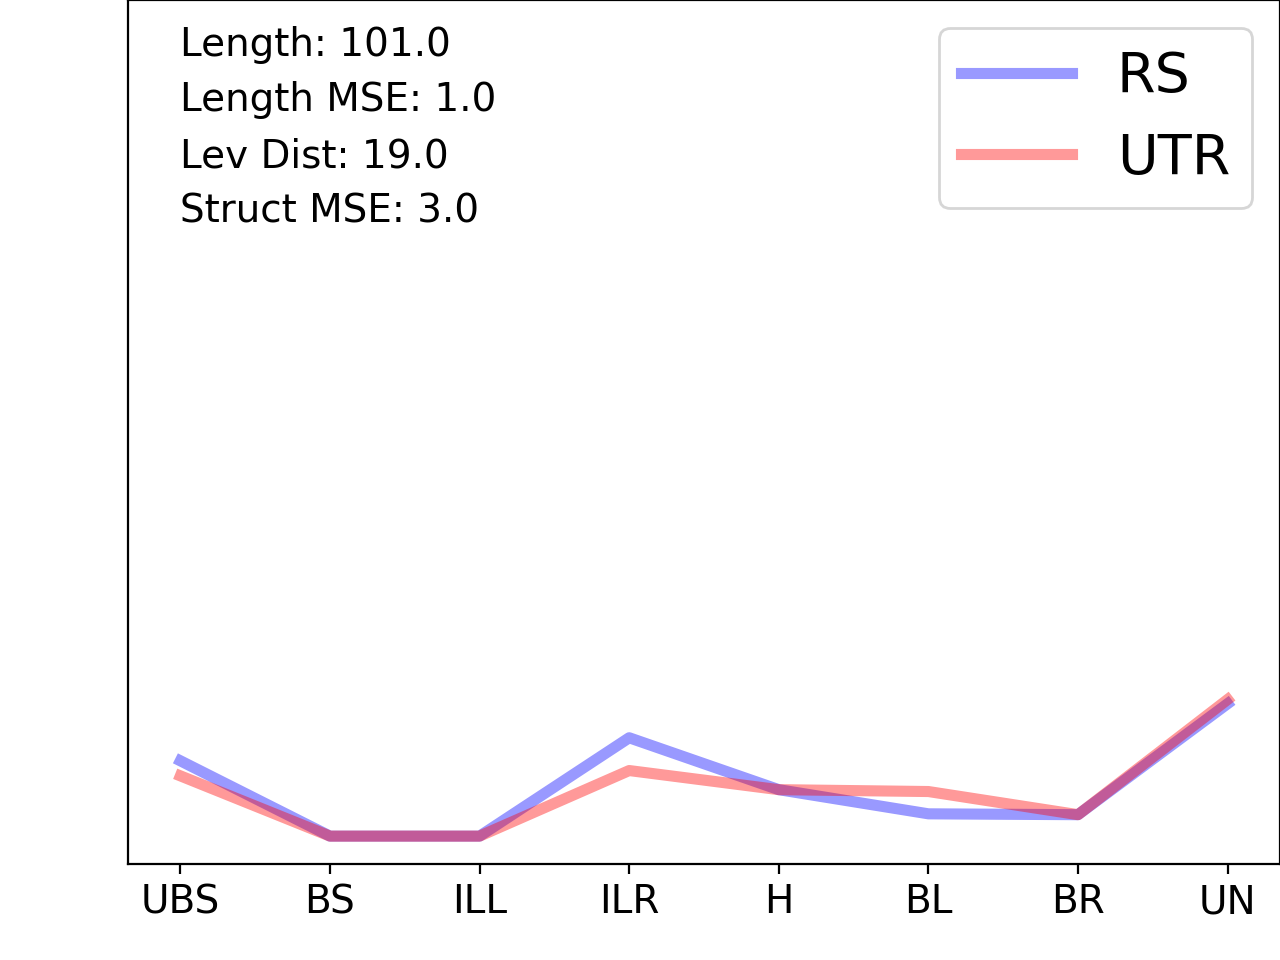 Length: 101.0
Length MSE: 1.0
Lev Dist: 19.0
Struct MSE: 3.0
RS
UTR
UBS BS ILL ILR H BL BR UN